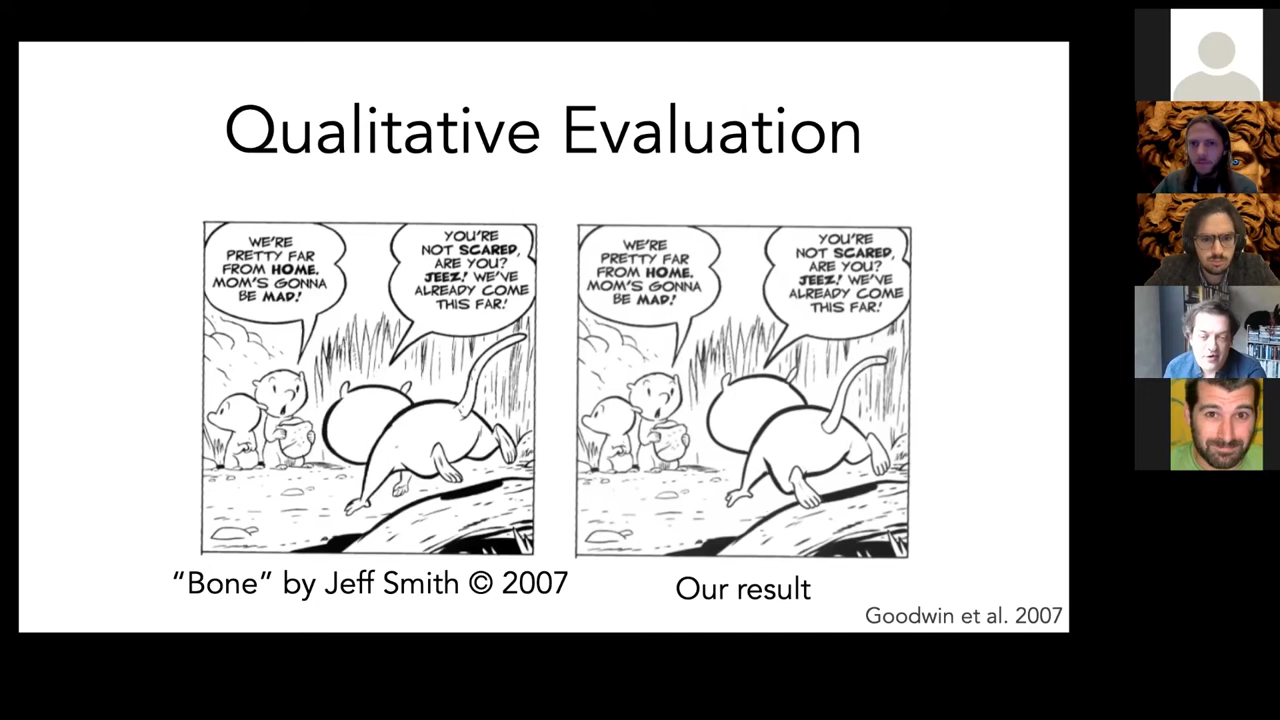 Qualitative Evaluation
WE'RE
PRETTY FAR
FROM HOME.
MOM'S GONNA
BE MAD!
YOU'RE
NOT SCARED,
ARE YOU?
JEEZ! WE'VE
ALREADY COME
THIS FAR!
WE'RE
PRETTY FAR
FROM HOME.
MOM'S GONNA
BE MAD!
YOU'RE
NOT SCARED,
ARE YOU?
JEEZ! WE'VE
ALREADY COME
THIS FAR!
“Bone” by Jeff Smith © 2007
Our result
Goodwin et al. 2007